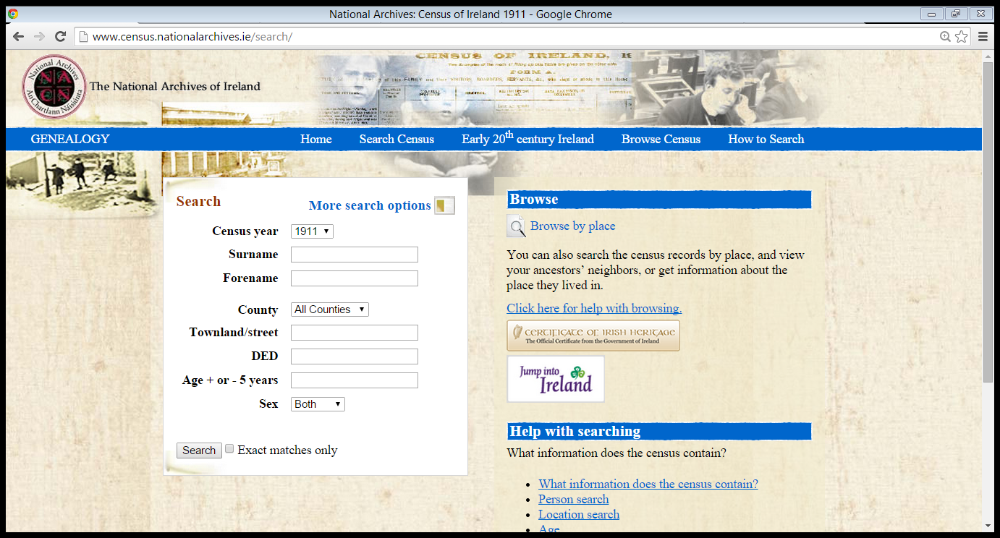 National Archives: Census of Ireland 1911 - Google Chrome
www.census.nationalarchives.ie/search/
National Archives
An Chartlann Náisiúnta
The National Archives of Ireland
CENSUS OF IRELAND, 1
FORM A.
GENEALOGY Home Search Census Early 20th century Ireland Browse Census How to Search
Search
More search options
Census year 1911
Surname
Forename
County All Counties
Townland/street
DED
Age + or - 5 years
Sex Both
Search Exact matches only
Browse
Browse by place
You can also search the census records by place, and view
your ancestors’ neighbors, or get information about the
place they lived in.
Click here for help with browsing.
CERTIFICATE OF IRISH HERITAGE
The Official Certificate from the Government of Ireland
Jump into
Ireland
Help with searching
What information does the census contain?
• What information does the census contain?
• Person search
• Location search
• Age